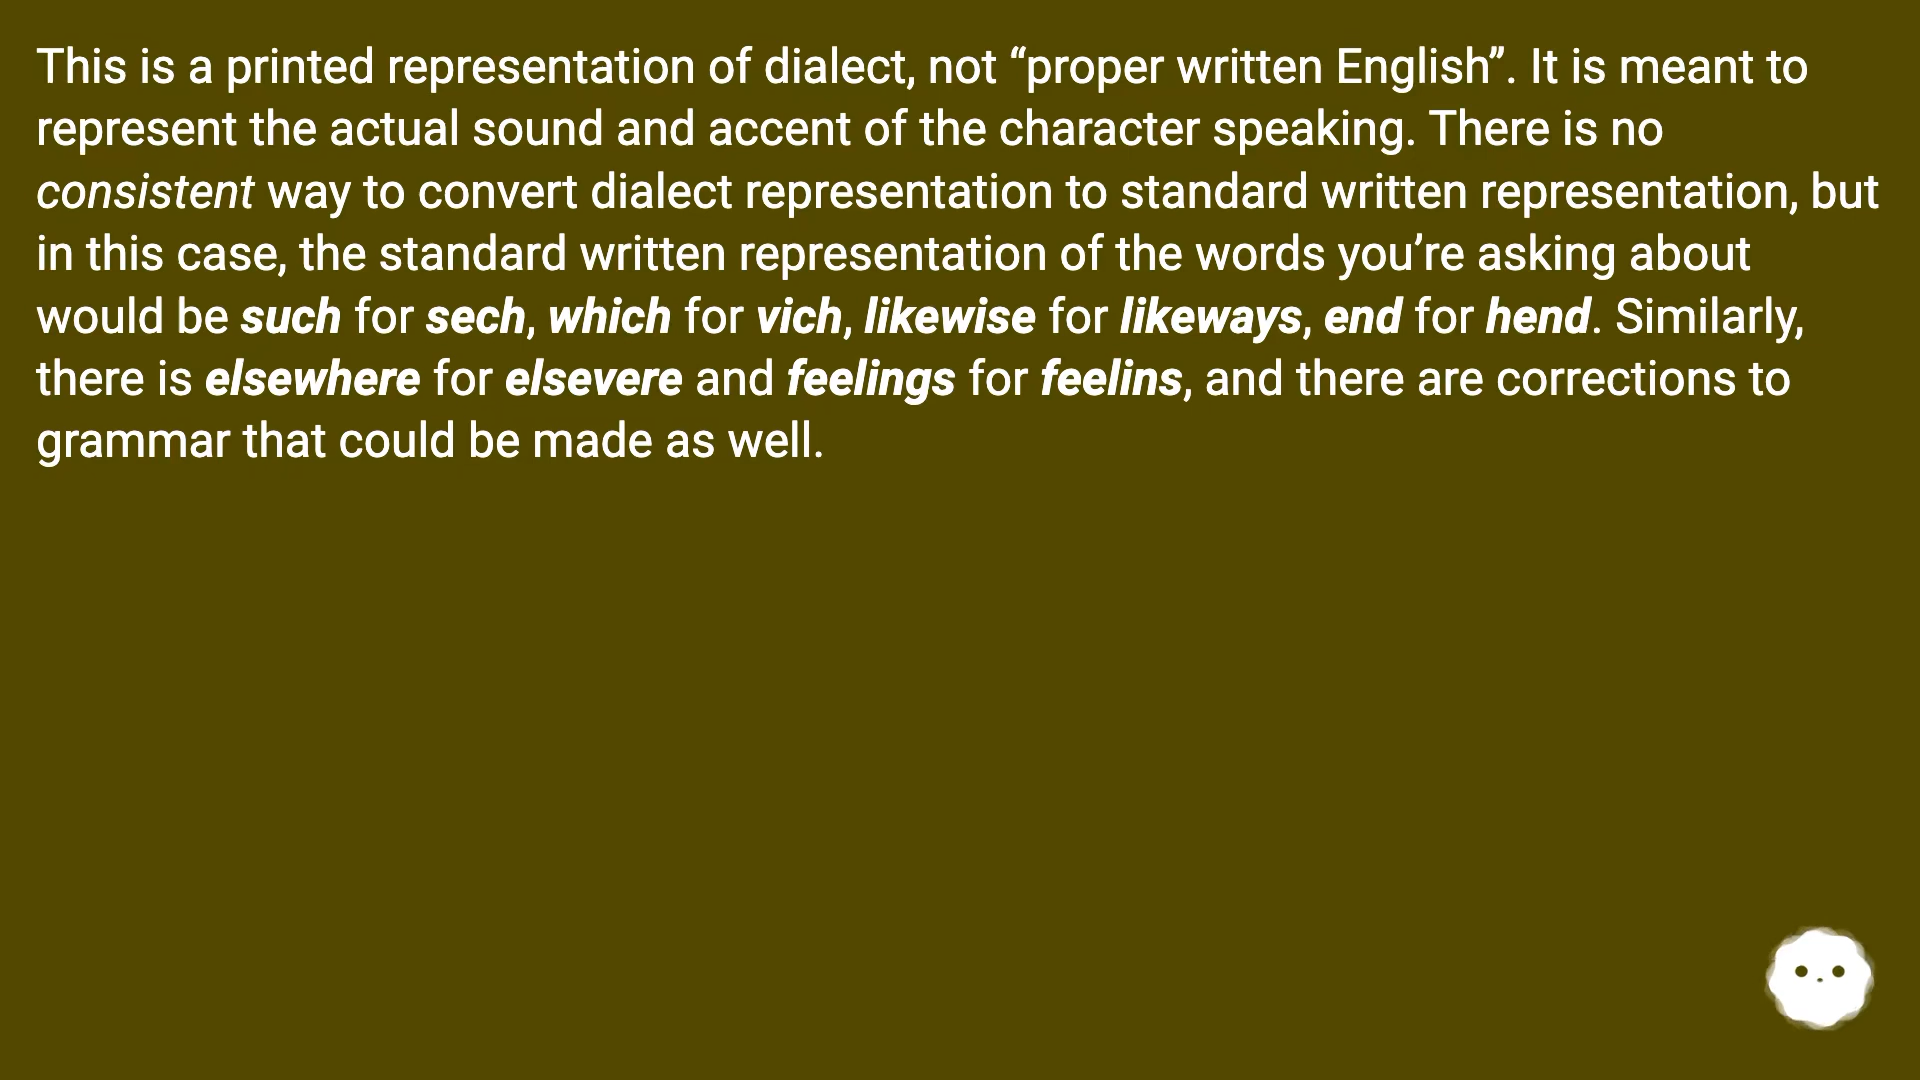 This is a printed representation of dialect, not “proper written English”. It is meant to
represent the actual sound and accent of the character speaking. There is no
consistent way to convert dialect representation to standard written representation, but
in this case, the standard written representation of the words you’re asking about
would be such for sech, which for vich, likewise for likeways, end for hend. Similarly,
there is elsewhere for elsevere and feelings for feelins, and there are corrections to
grammar that could be made as well.